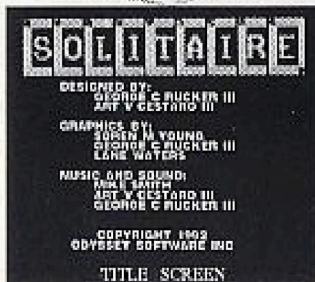 SOLITAIRE
DESIGNED BY:
GEORGE C RUCKER III
ART V CESTARO III
GRAPHICS BY:
SOREN M YOUNG
GEORGE C RUCKER III
LANE WATERS
MUSIC AND SOUND:
MIKE SMITH
ART V CESTARO III
GEORGE C RUCKER III
COPYRIGHT 1992
ODYSSEY SOFTWARE INC
TITLE SCREEN